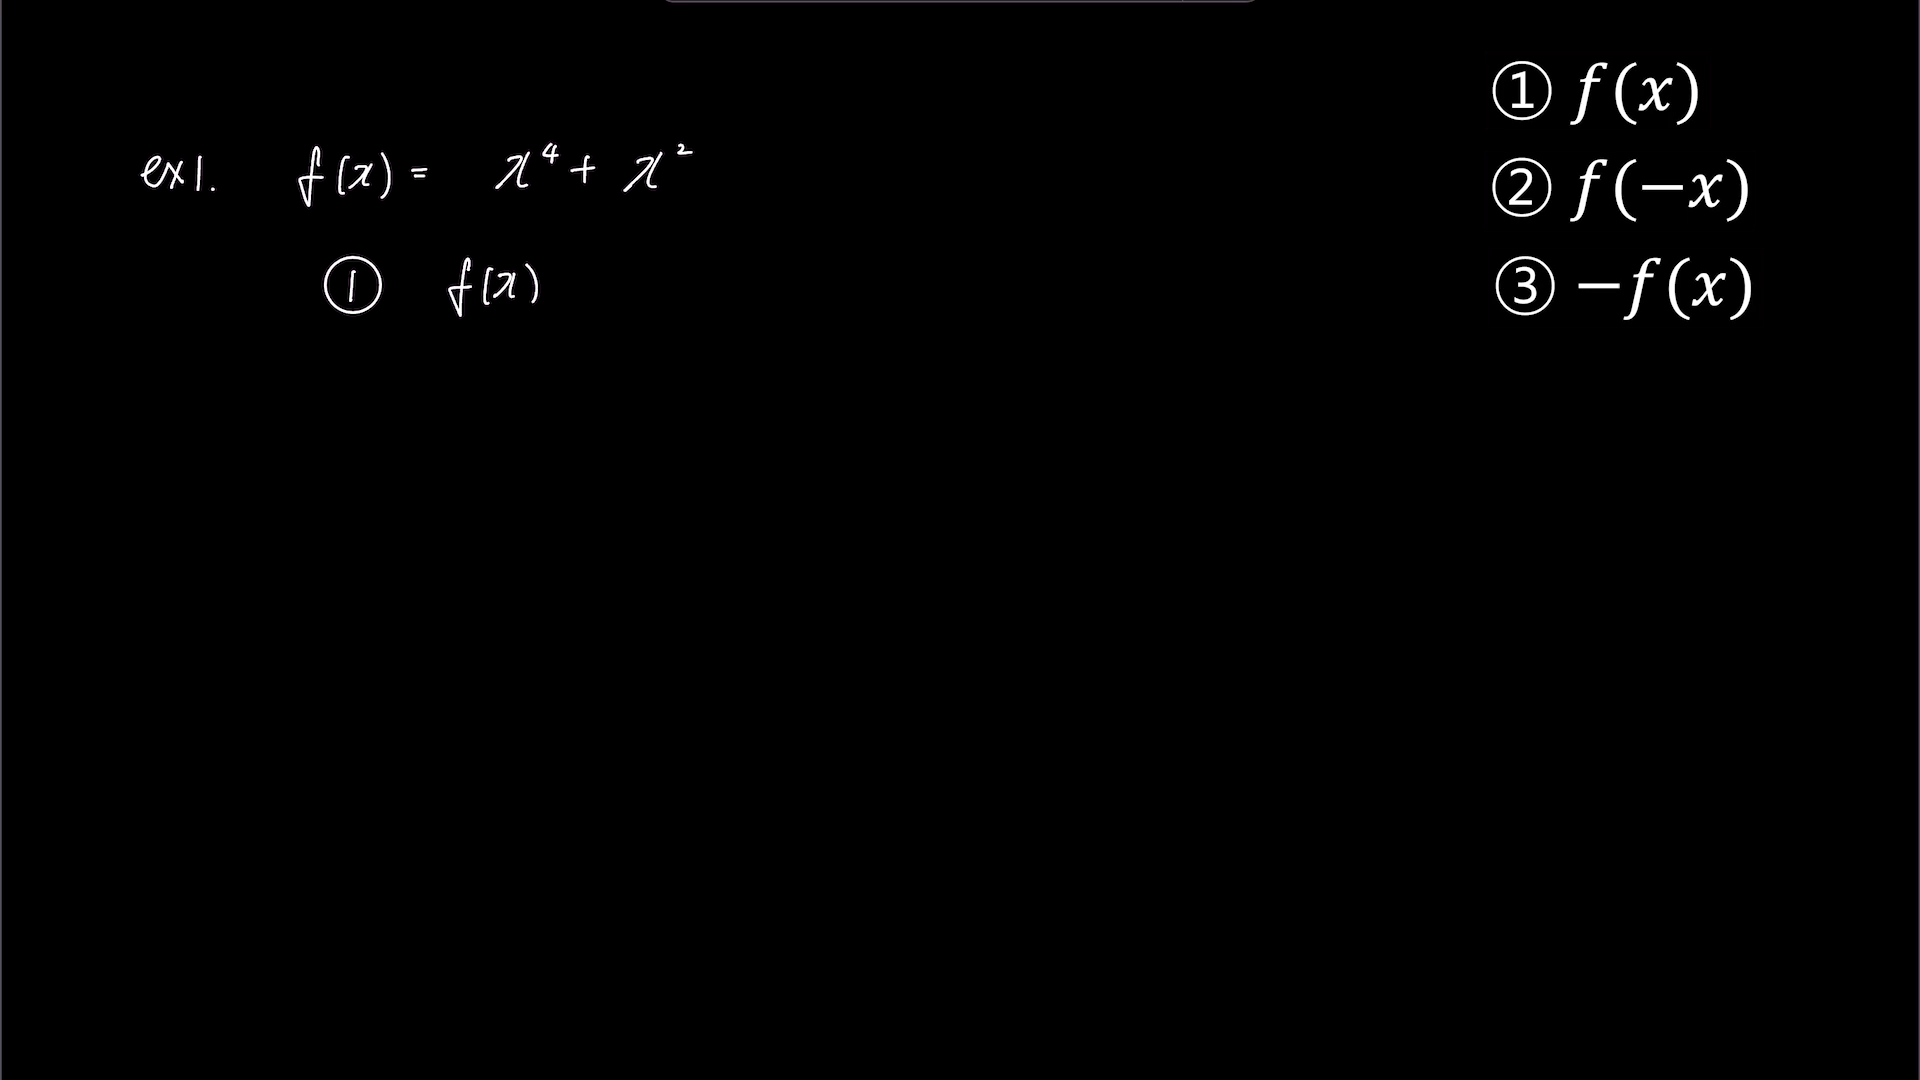 ex1. f(x) = x⁴ + x²
① f(x)
① f(x)
② f(−x)
③ −f(x)